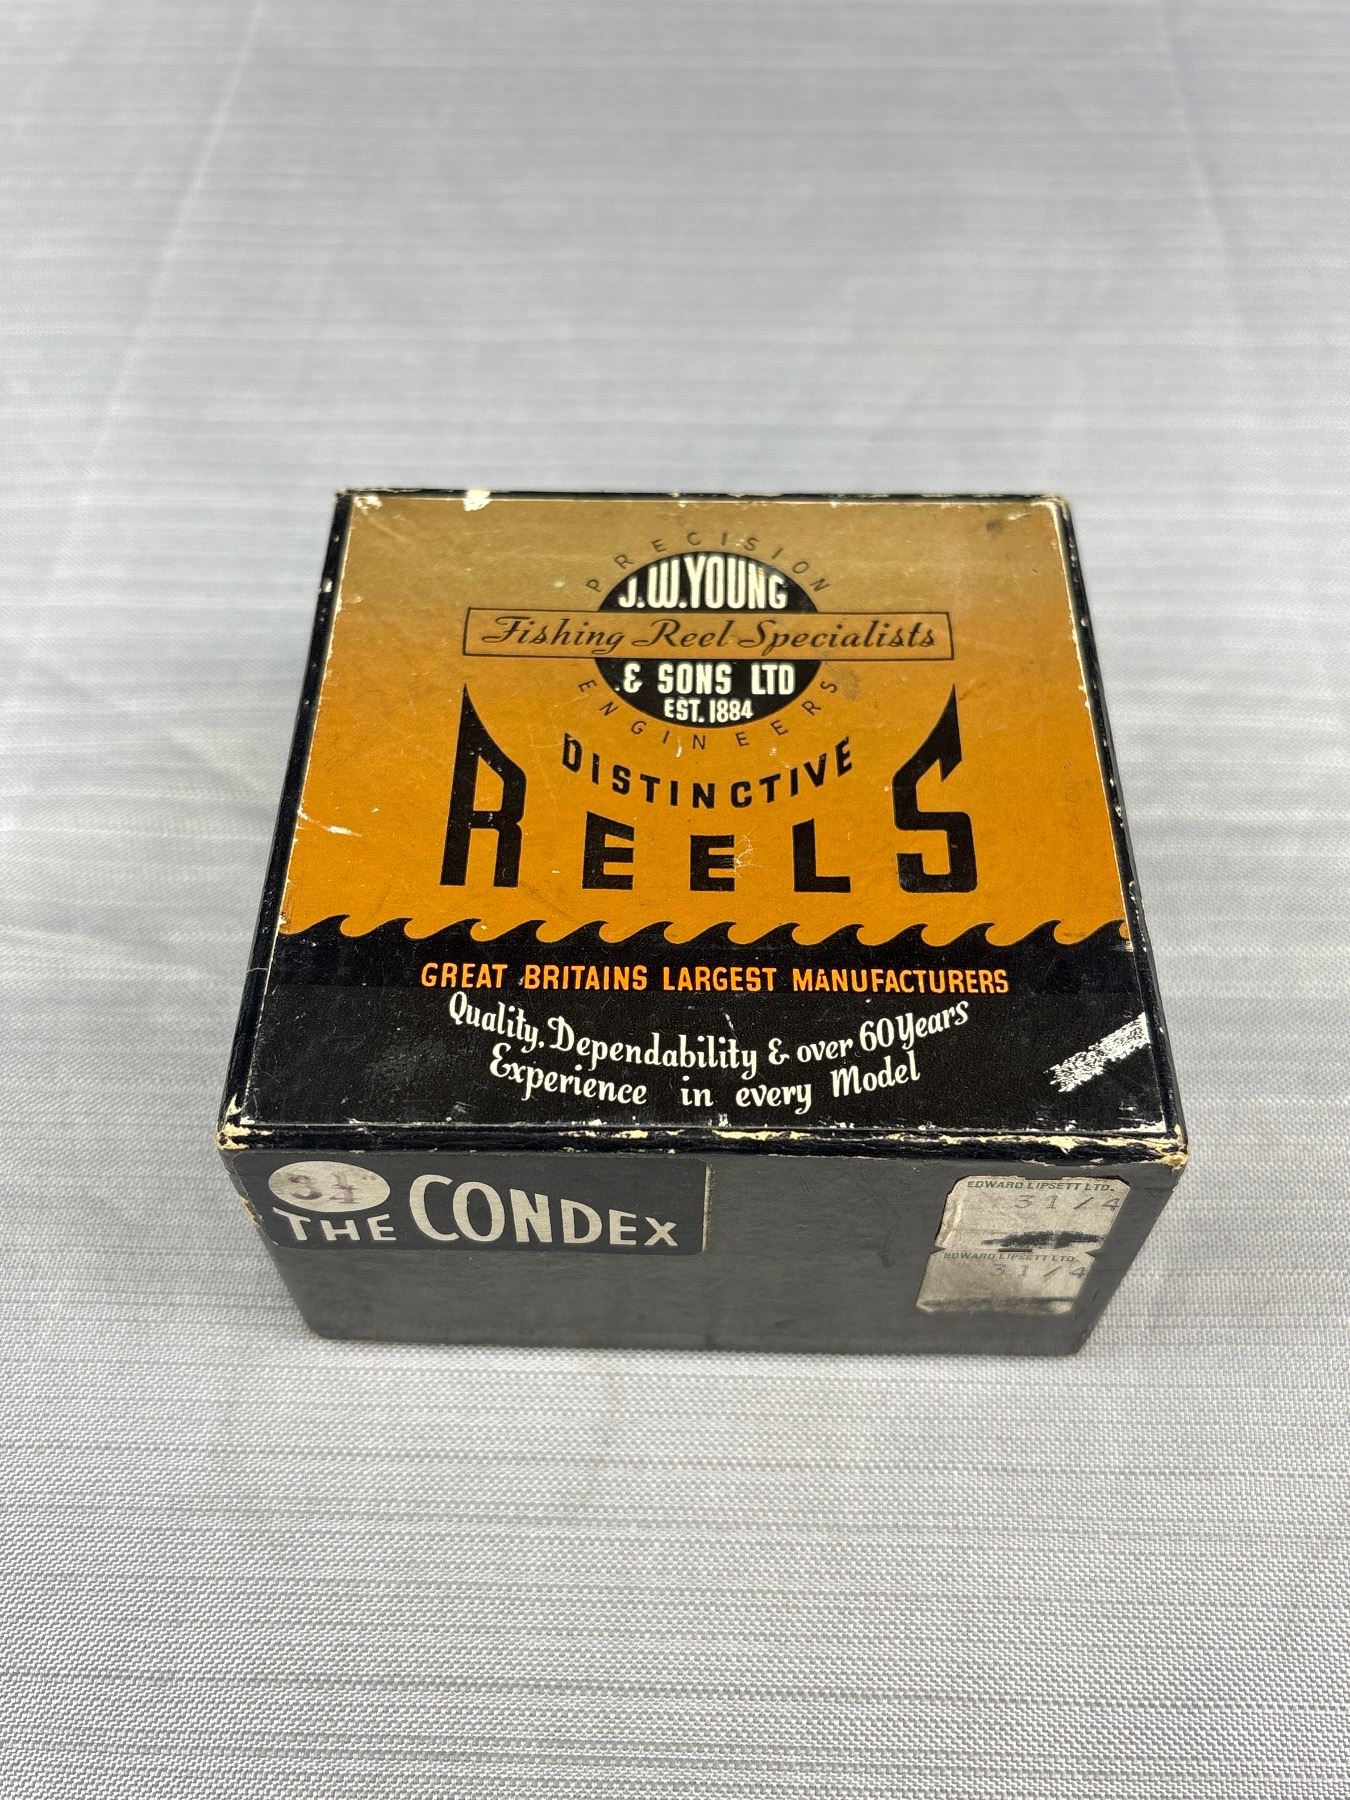 PRECISION
J.W.YOUNG
Fishing Reel Specialists
& SONS LTD
EST. 1884
ENGINEERS
DISTINCTIVE
REELS
GREAT BRITAINS LARGEST MANUFACTURERS
Quality, Dependability & over 60 Years
Experience in every Model
THE CONDEX
EDWARD LIPSETT LTD.
31/4
EDWARD LIPSETT LTD.
31/4